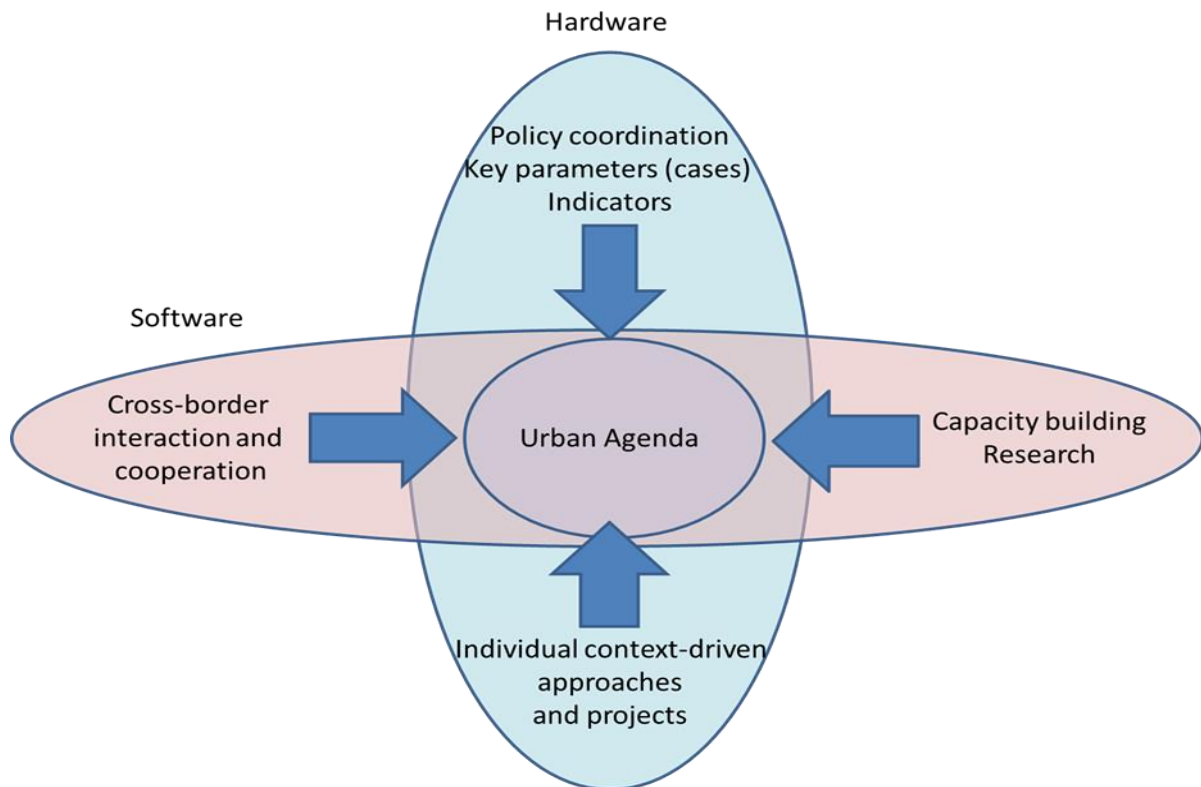 Hardware
Policy coordination
Key parameters (cases)
Indicators
Software
Cross-border
interaction and
cooperation
Urban Agenda
Capacity building
Research
Individual context-driven
approaches
and projects